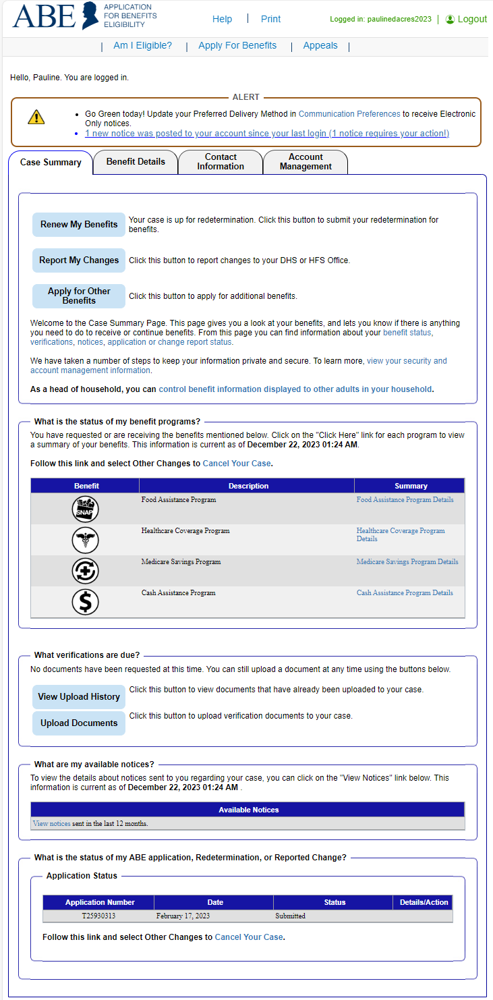 ABE APPLICATION
FOR BENEFITS
ELIGIBILITY
Help | Print
Logged in: paulinedacres2023 | Logout
| Am I Eligible? | Apply For Benefits | Appeals |
Hello, Pauline. You are logged in.
ALERT
• Go Green today! Update your Preferred Delivery Method in Communication Preferences to receive Electronic
Only notices.
• 1 new notice was posted to your account since your last login (1 notice requires your action!)
Case Summary
Benefit Details
Contact
Information
Account
Management
Renew My Benefits
Your case is up for redetermination. Click this button to submit your redetermination for
benefits.
Report My Changes
Click this button to report changes to your DHS or HFS Office.
Apply for Other
Benefits
Click this button to apply for additional benefits.
Welcome to the Case Summary Page. This page gives you a look at your benefits, and lets you know if there is anything
you need to do to receive or continue benefits. From this page you can find information about your benefit status,
verifications, notices, application or change report status.
We have taken a number of steps to keep your information private and secure. To learn more, view your security and
account management information.
As a head of household, you can control benefit information displayed to other adults in your household.
What is the status of my benefit programs?
You have requested or are receiving the benefits mentioned below. Click on the "Click Here" link for each program to view
a summary of your benefits. This information is current as of December 22, 2023 01:24 AM.
Follow this link and select Other Changes to Cancel Your Case.
Benefit Description Summary
SNAP Food Assistance Program Food Assistance Program Details
Healthcare Coverage Program Healthcare Coverage Program
Details
Medicare Savings Program Medicare Savings Program Details
$ Cash Assistance Program Cash Assistance Program Details
What verifications are due?
No documents have been requested at this time. You can still upload a document at any time using the buttons below.
View Upload History
Click this button to view documents that have already been uploaded to your case.
Upload Documents
Click this button to upload verification documents to your case.
What are my available notices?
To view the details about notices sent to you regarding your case, you can click on the "View Notices" link below. This
information is current as of December 22, 2023 01:24 AM .
Available Notices
View notices sent in the last 12 months.
What is the status of my ABE application, Redetermination, or Reported Change?
Application Status
Application Number Date Status Details/Action
T25930313 February 17, 2023 Submitted
Follow this link and select Other Changes to Cancel Your Case.